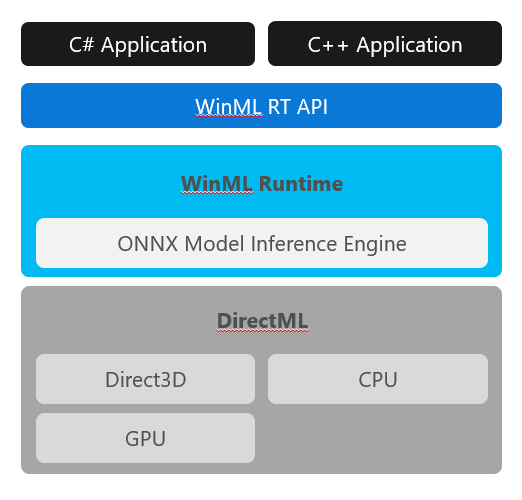 C# Application
C++ Application
WinML RT API
WinML Runtime
ONNX Model Inference Engine
DirectML
Direct3D
CPU
GPU